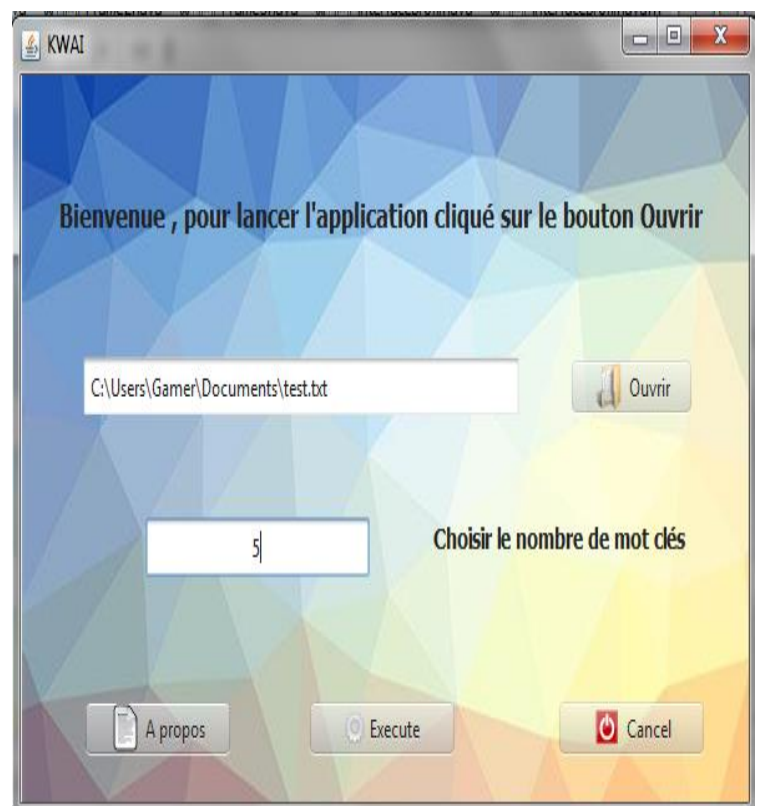 KWAI
Bienvenue , pour lancer l'application cliqué sur le bouton Ouvrir
C:\Users\Gamer\Documents\test.txt
Ouvrir
5
Choisir le nombre de mot clés
A propos
Execute
Cancel